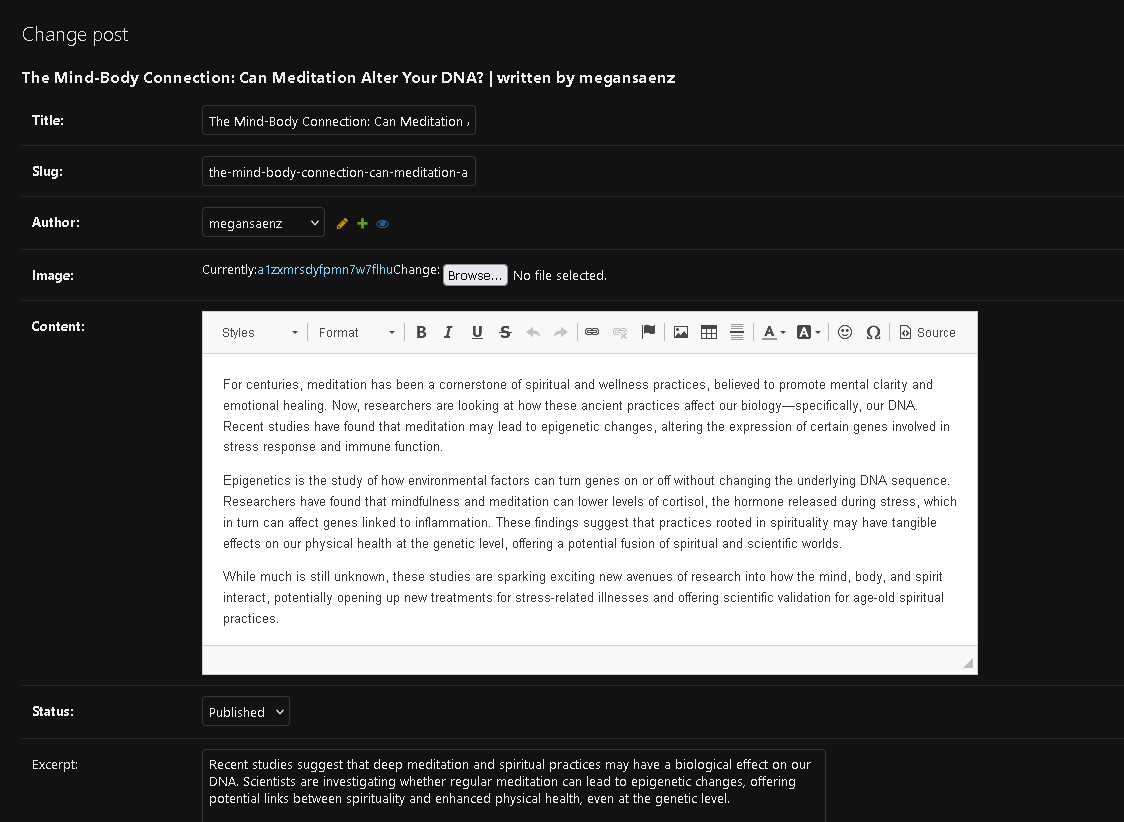 Change post
The Mind-Body Connection: Can Meditation Alter Your DNA? | written by megansaenz
Title:
The Mind-Body Connection: Can Meditation
Slug:
the-mind-body-connection-can-meditation-a
Author:
megansaenz
Image:
Currently:a1zxmrsdyfpmn7w7flhuChange: Browse... No file selected.
Content:
Styles Format B I U S A A Ω Source
For centuries, meditation has been a cornerstone of spiritual and wellness practices, believed to promote mental clarity and
emotional healing. Now, researchers are looking at how these ancient practices affect our biology—specifically, our DNA.
Recent studies have found that meditation may lead to epigenetic changes, altering the expression of certain genes involved in
stress response and immune function.
Epigenetics is the study of how environmental factors can turn genes on or off without changing the underlying DNA sequence.
Researchers have found that mindfulness and meditation can lower levels of cortisol, the hormone released during stress, which
in turn can affect genes linked to inflammation. These findings suggest that practices rooted in spirituality may have tangible
effects on our physical health at the genetic level, offering a potential fusion of spiritual and scientific worlds.
While much is still unknown, these studies are sparking exciting new avenues of research into how the mind, body, and spirit
interact, potentially opening up new treatments for stress-related illnesses and offering scientific validation for age-old spiritual
practices.
Status:
Published
Excerpt:
Recent studies suggest that deep meditation and spiritual practices may have a biological effect on our
DNA. Scientists are investigating whether regular meditation can lead to epigenetic changes, offering
potential links between spirituality and enhanced physical health, even at the genetic level.